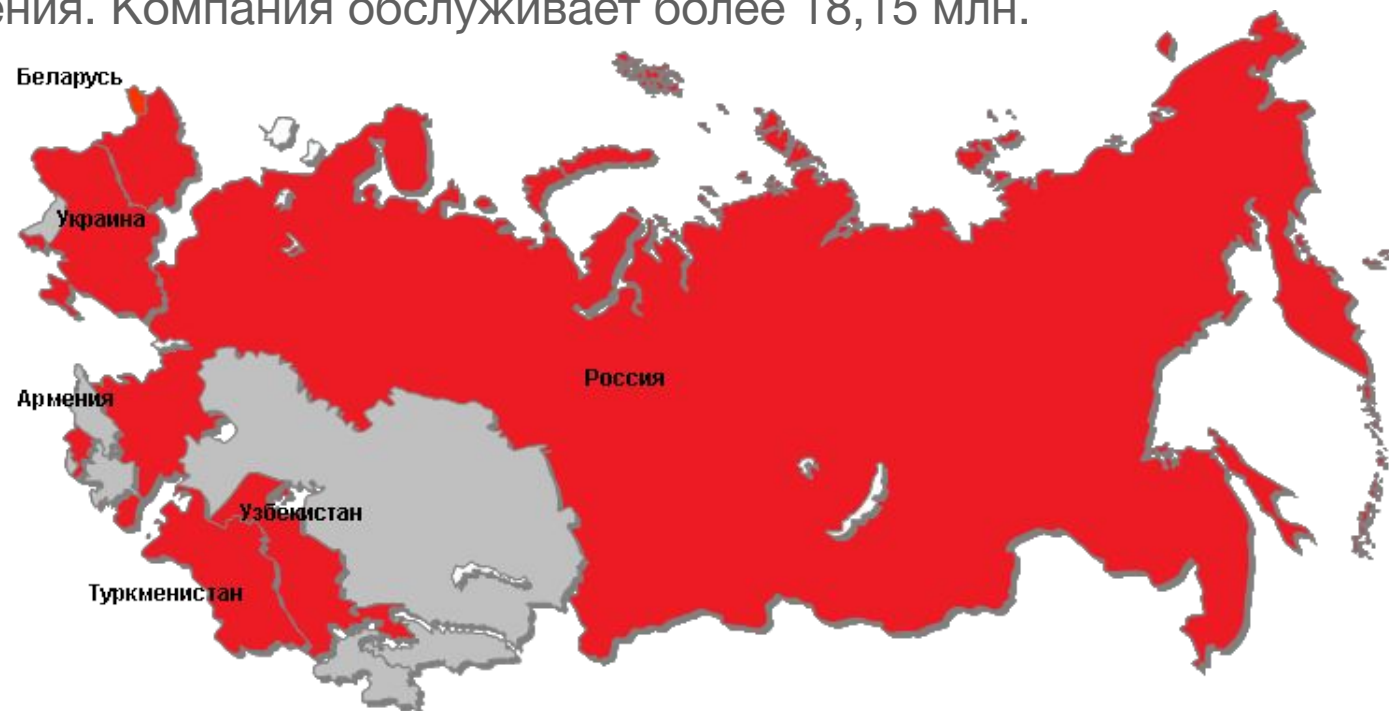 ения. Компания обслуживает более 18,15 млн.
Беларусь
Украина
Россия
Армения
Узбекистан
Туркменистан